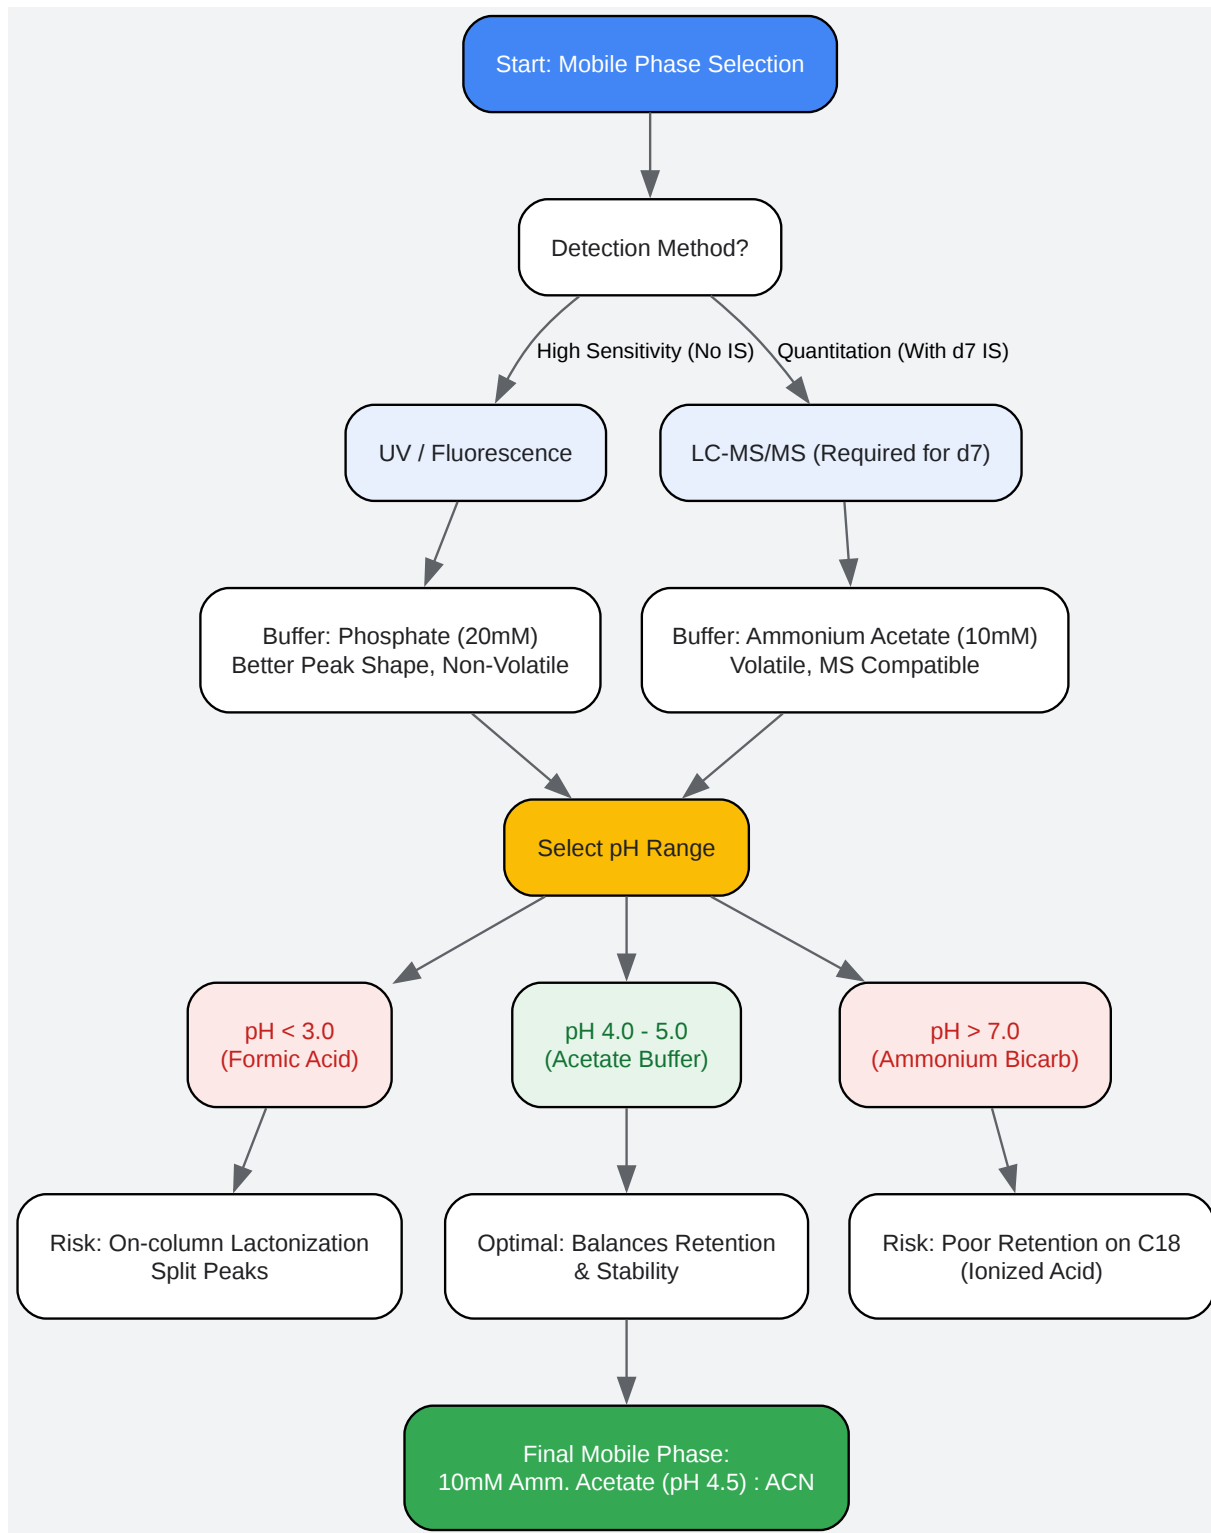 Start: Mobile Phase Selection
Detection Method?
High Sensitivity (No IS)
Quantitation (With d7 IS)
UV / Fluorescence
LC-MS/MS (Required for d7)
Buffer: Phosphate (20mM)
Better Peak Shape, Non-Volatile
Buffer: Ammonium Acetate (10mM)
Volatile, MS Compatible
Select pH Range
pH < 3.0
(Formic Acid)
pH 4.0 - 5.0
(Acetate Buffer)
pH > 7.0
(Ammonium Bicarb)
Risk: On-column Lactonization
Split Peaks
Optimal: Balances Retention
& Stability
Risk: Poor Retention on C18
(Ionized Acid)
Final Mobile Phase:
10mM Amm. Acetate (pH 4.5) : ACN